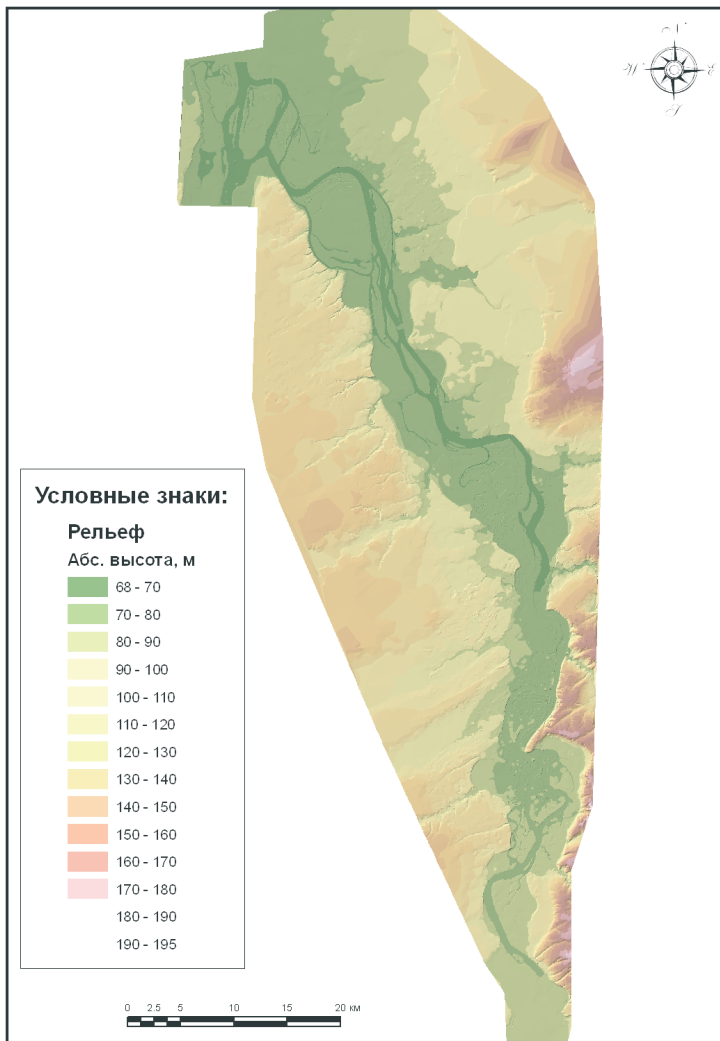 N
W E
S
Условные знаки:
Рельеф
Абс. высота, м
68 - 70
70 - 80
80 - 90
90 - 100
100 - 110
110 - 120
120 - 130
130 - 140
140 - 150
150 - 160
160 - 170
170 - 180
180 - 190
190 - 195
0 2.5 5 10 15 20 км